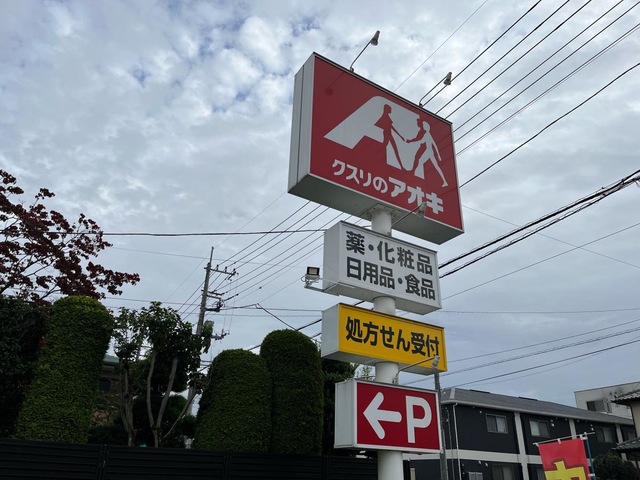 クスリのアオキ
薬・化粧品
日用品・食品
処方せん受付
←P